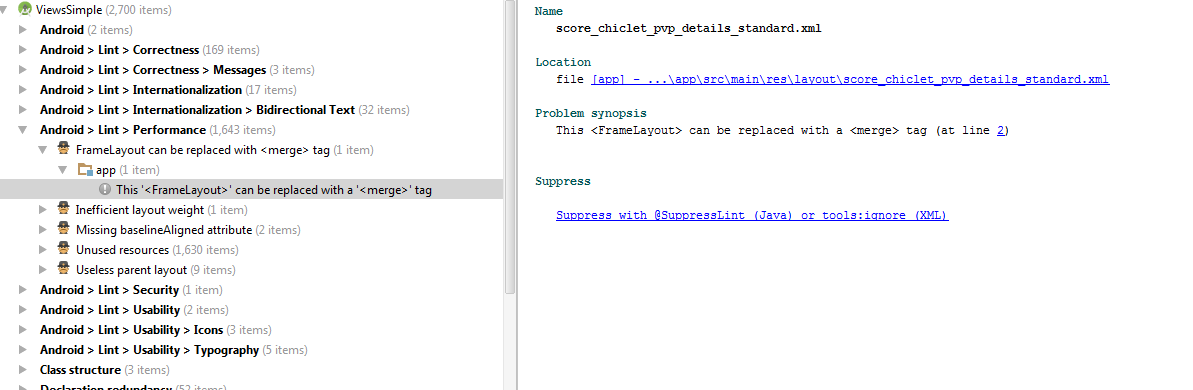 ViewsSimple (2,700 items)
Android (2 items)
Android > Lint > Correctness (169 items)
Android > Lint > Correctness > Messages (3 items)
Android > Lint > Internationalization (17 items)
Android > Lint > Internationalization > Bidirectional Text (32 items)
Android > Lint > Performance (1,643 items)
FrameLayout can be replaced with <merge> tag (1 item)
app (1 item)
This '<FrameLayout>' can be replaced with a '<merge>' tag
Inefficient layout weight (1 item)
Missing baselineAligned attribute (2 items)
Unused resources (1,630 items)
Useless parent layout (9 items)
Android > Lint > Security (1 item)
Android > Lint > Usability (2 items)
Android > Lint > Usability > Icons (3 items)
Android > Lint > Usability > Typography (5 items)
Class structure (3 items)
Declaration redundancy (52 items)
Name
score_chiclet_pvp_details_standard.xml
Location
file [app] - ...\app\src\main\res\layout\score_chiclet_pvp_details_standard.xml
Problem synopsis
This <FrameLayout> can be replaced with a <merge> tag (at line 2)
Suppress
Suppress with @SuppressLint (Java) or tools:ignore (XML)